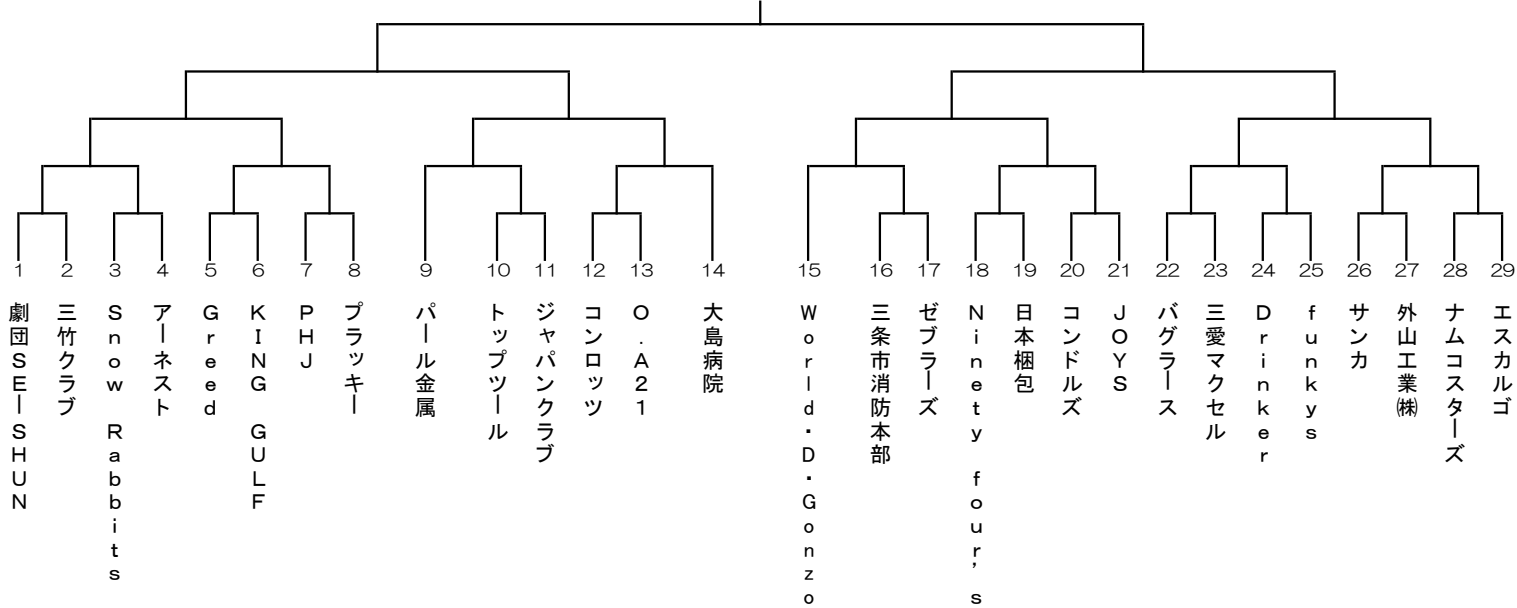 1
劇団SEーSHUN
2
三竹クラブ
3
Snow Rabbits
4
アーネスト
5
Greed
6
KING GULF
7
PHJ
8
ブラッキー
9
パール金属
10
トップツール
11
ジャパンクラブ
12
コンロッツ
13
O.A21
14
大島病院
15
World・D・Gonzo
16
三条市消防本部
17
ゼブラーズ
18
Ninety four's
19
日本梱包
20
コンドルズ
21
JOYS
22
バグラース
23
三愛マクセル
24
Drinker
25
funkys
26
サンカ
27
外山工業㈱
28
ナムコスターズ
29
エスカルゴ